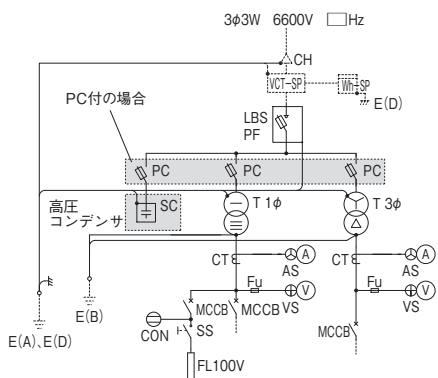 3φ3W 6600V □Hz
CH
VCT-SP
Wh-SP
E(D)
PC付の場合
LBS
PF
PC
PC
PC
高圧
コンデンサ
SC
T 1φ
T 3φ
CT
A
AS
CT
A
AS
Fu
V
VS
Fu
V
VS
MCCB
MCCB
MCCB
CON
SS
FL100V
E(B)
E(A)、E(D)